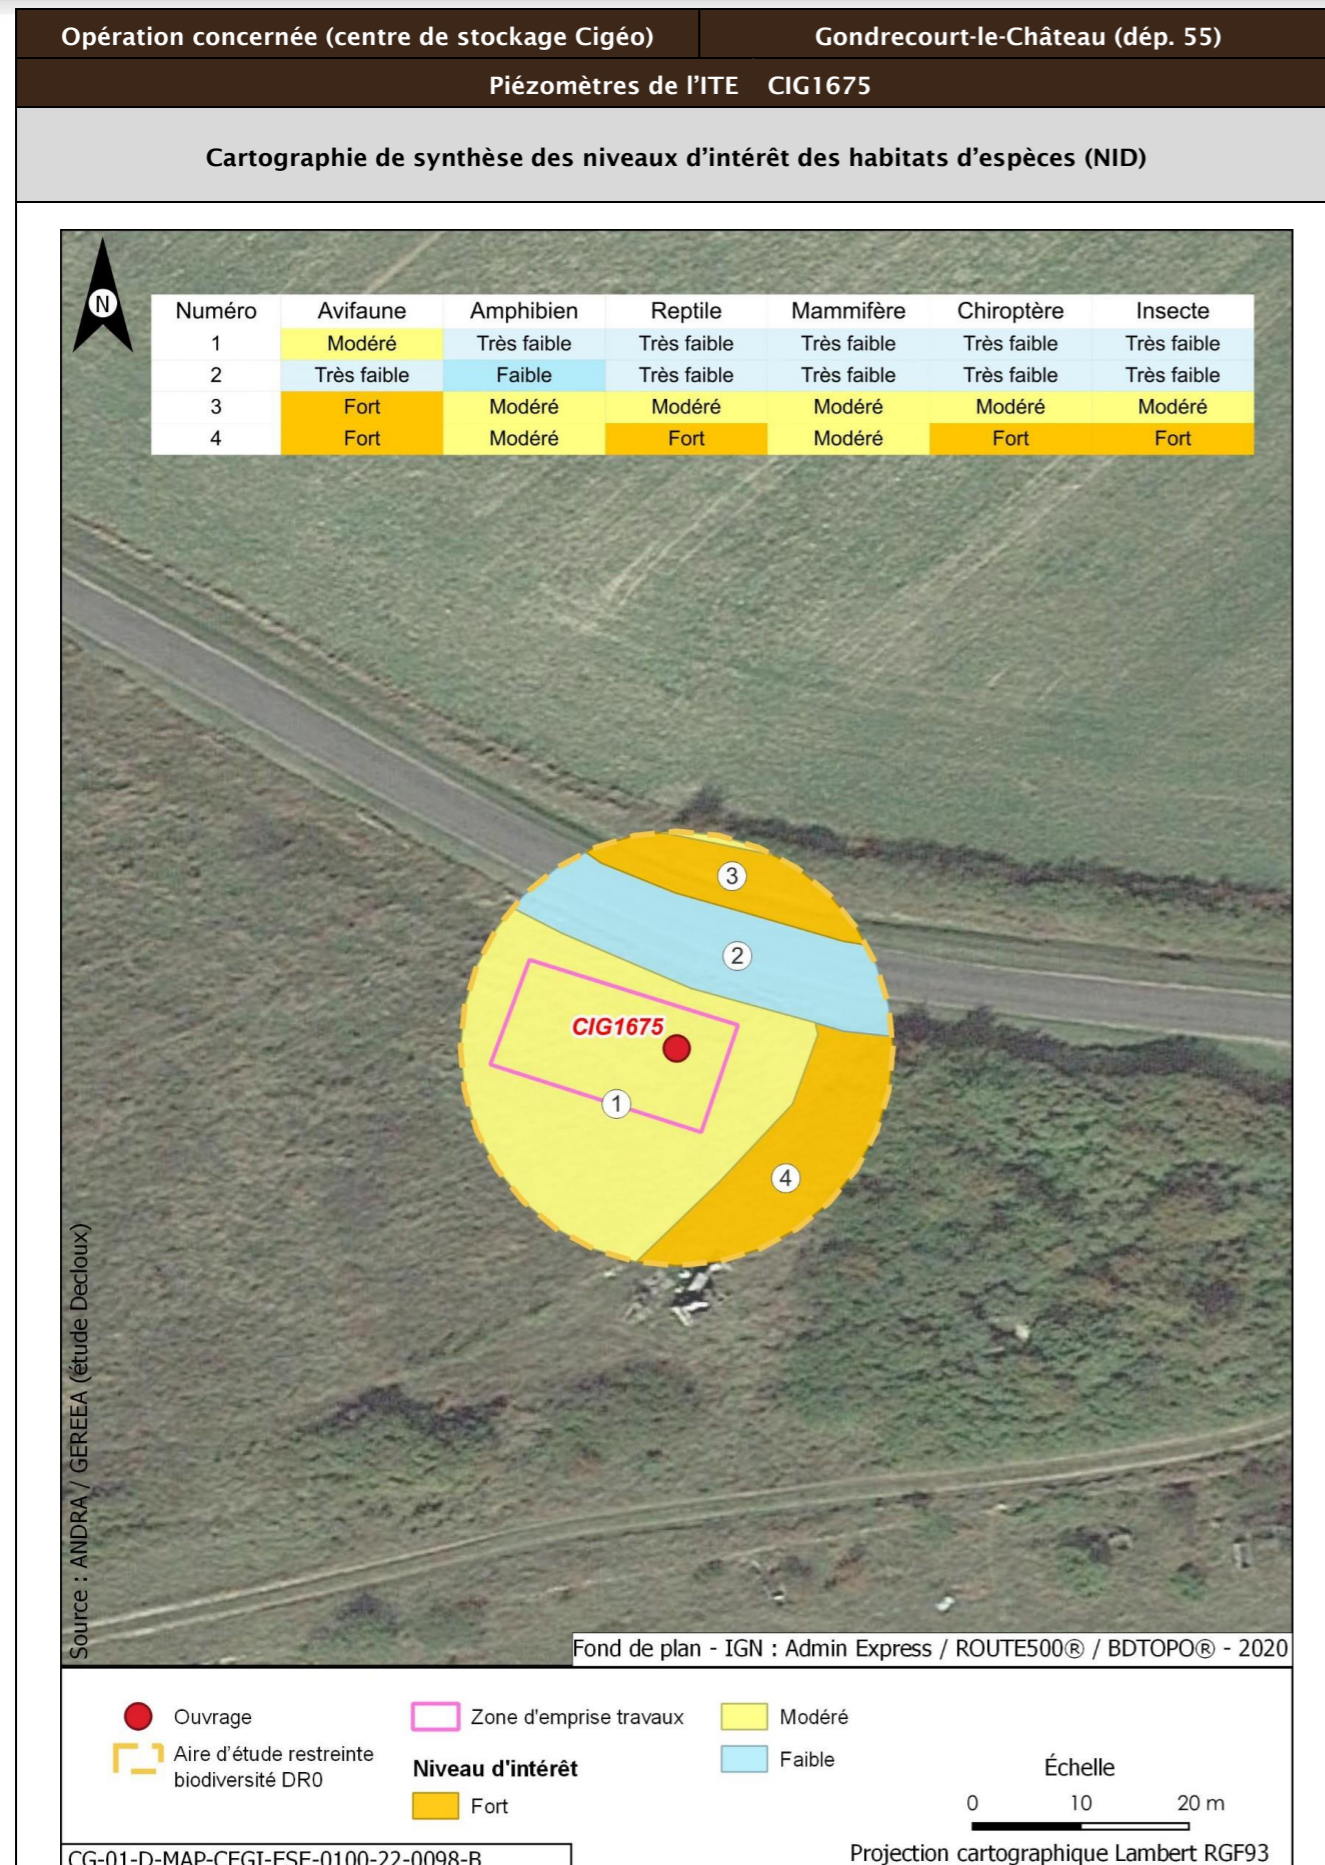 Opération concernée (centre de stockage Cigéo) Gondrecourt-le-Château (dép. 55)
Piézomètres de l'ITE CIG1675
Cartographie de synthèse des niveaux d'intérêt des habitats d'espèces (NID)
N
Numéro Avifaune Amphibien Reptile Mammifère Chiroptère Insecte
1 Modéré Très faible Très faible Très faible Très faible Très faible
2 Très faible Faible Très faible Très faible Très faible Très faible
3 Fort Modéré Modéré Modéré Modéré Modéré
4 Fort Modéré Fort Modéré Fort Fort
3
2
CIG1675
1
4
Source : ANDRA / GEREEA (étude Decloux)
Fond de plan - IGN : Admin Express / ROUTE500® / BDTOPO® - 2020
Ouvrage
Aire d'étude restreinte
biodiversité DR0
Zone d'emprise travaux
Niveau d'intérêt
Fort
Modéré
Faible
Échelle
0 10 20 m
Projection cartographique Lambert RGF93
CG-01-D-MAP-CEGI-ESE-0100-22-0098-B